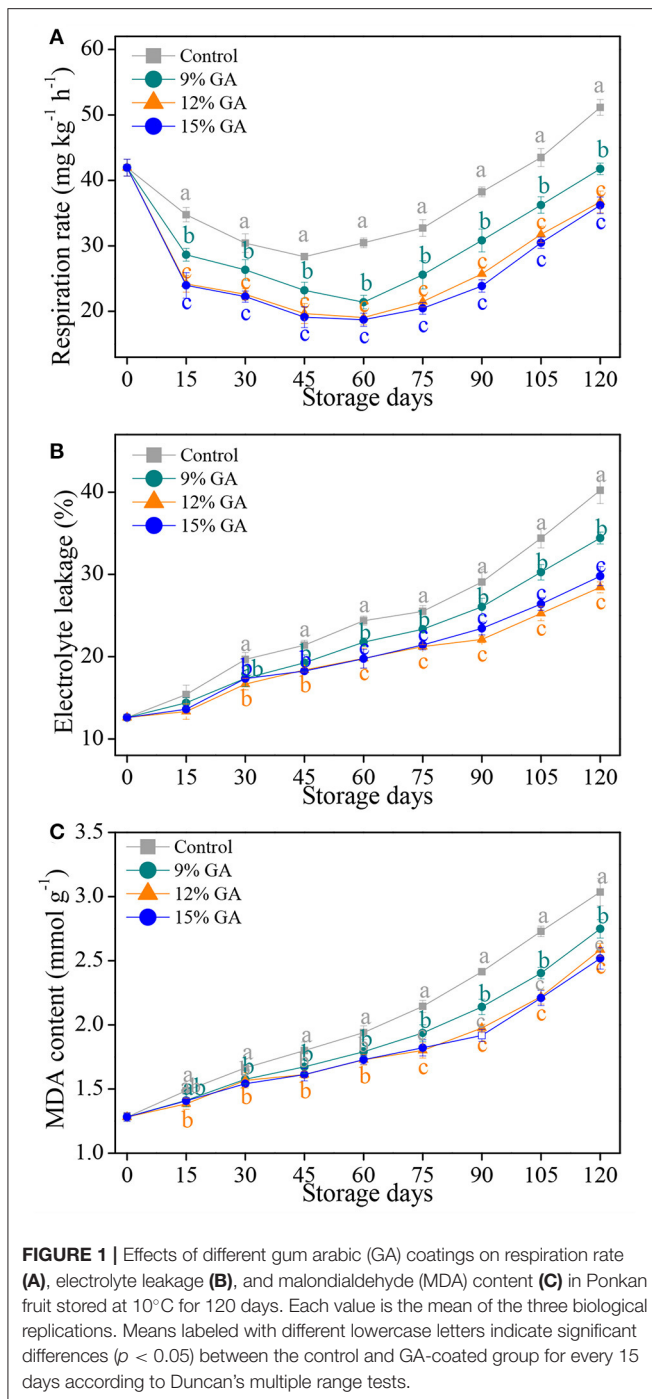 A
Control
9% GA
12% GA
15% GA
Respiration rate (mg kg⁻¹ h⁻¹)
60
50
40
30
20
a a a a a a a a
b b b b b b b b
c c c c c c c c
c c c c c c c c
0 15 30 45 60 75 90 105 120
Storage days
B
Control
9% GA
12% GA
15% GA
Electrolyte leakage (%)
40
30
20
10
a a a a a a a
ab b b b b b b
b b c c c c c
b b c c c c c
0 15 30 45 60 75 90 105 120
Storage days
C
Control
9% GA
12% GA
15% GA
MDA content (mmol g⁻¹)
3.5
3.0
2.5
2.0
1.5
1.0
a a a a a a a a
ab b b b b b b b
c c c c
b b b b c c c c
0 15 30 45 60 75 90 105 120
Storage days
FIGURE 1 | Effects of different gum arabic (GA) coatings on respiration rate
(A), electrolyte leakage (B), and malondialdehyde (MDA) content (C) in Ponkan
fruit stored at 10°C for 120 days. Each value is the mean of the three biological
replications. Means labeled with different lowercase letters indicate significant
differences (p < 0.05) between the control and GA-coated group for every 15
days according to Duncan's multiple range tests.